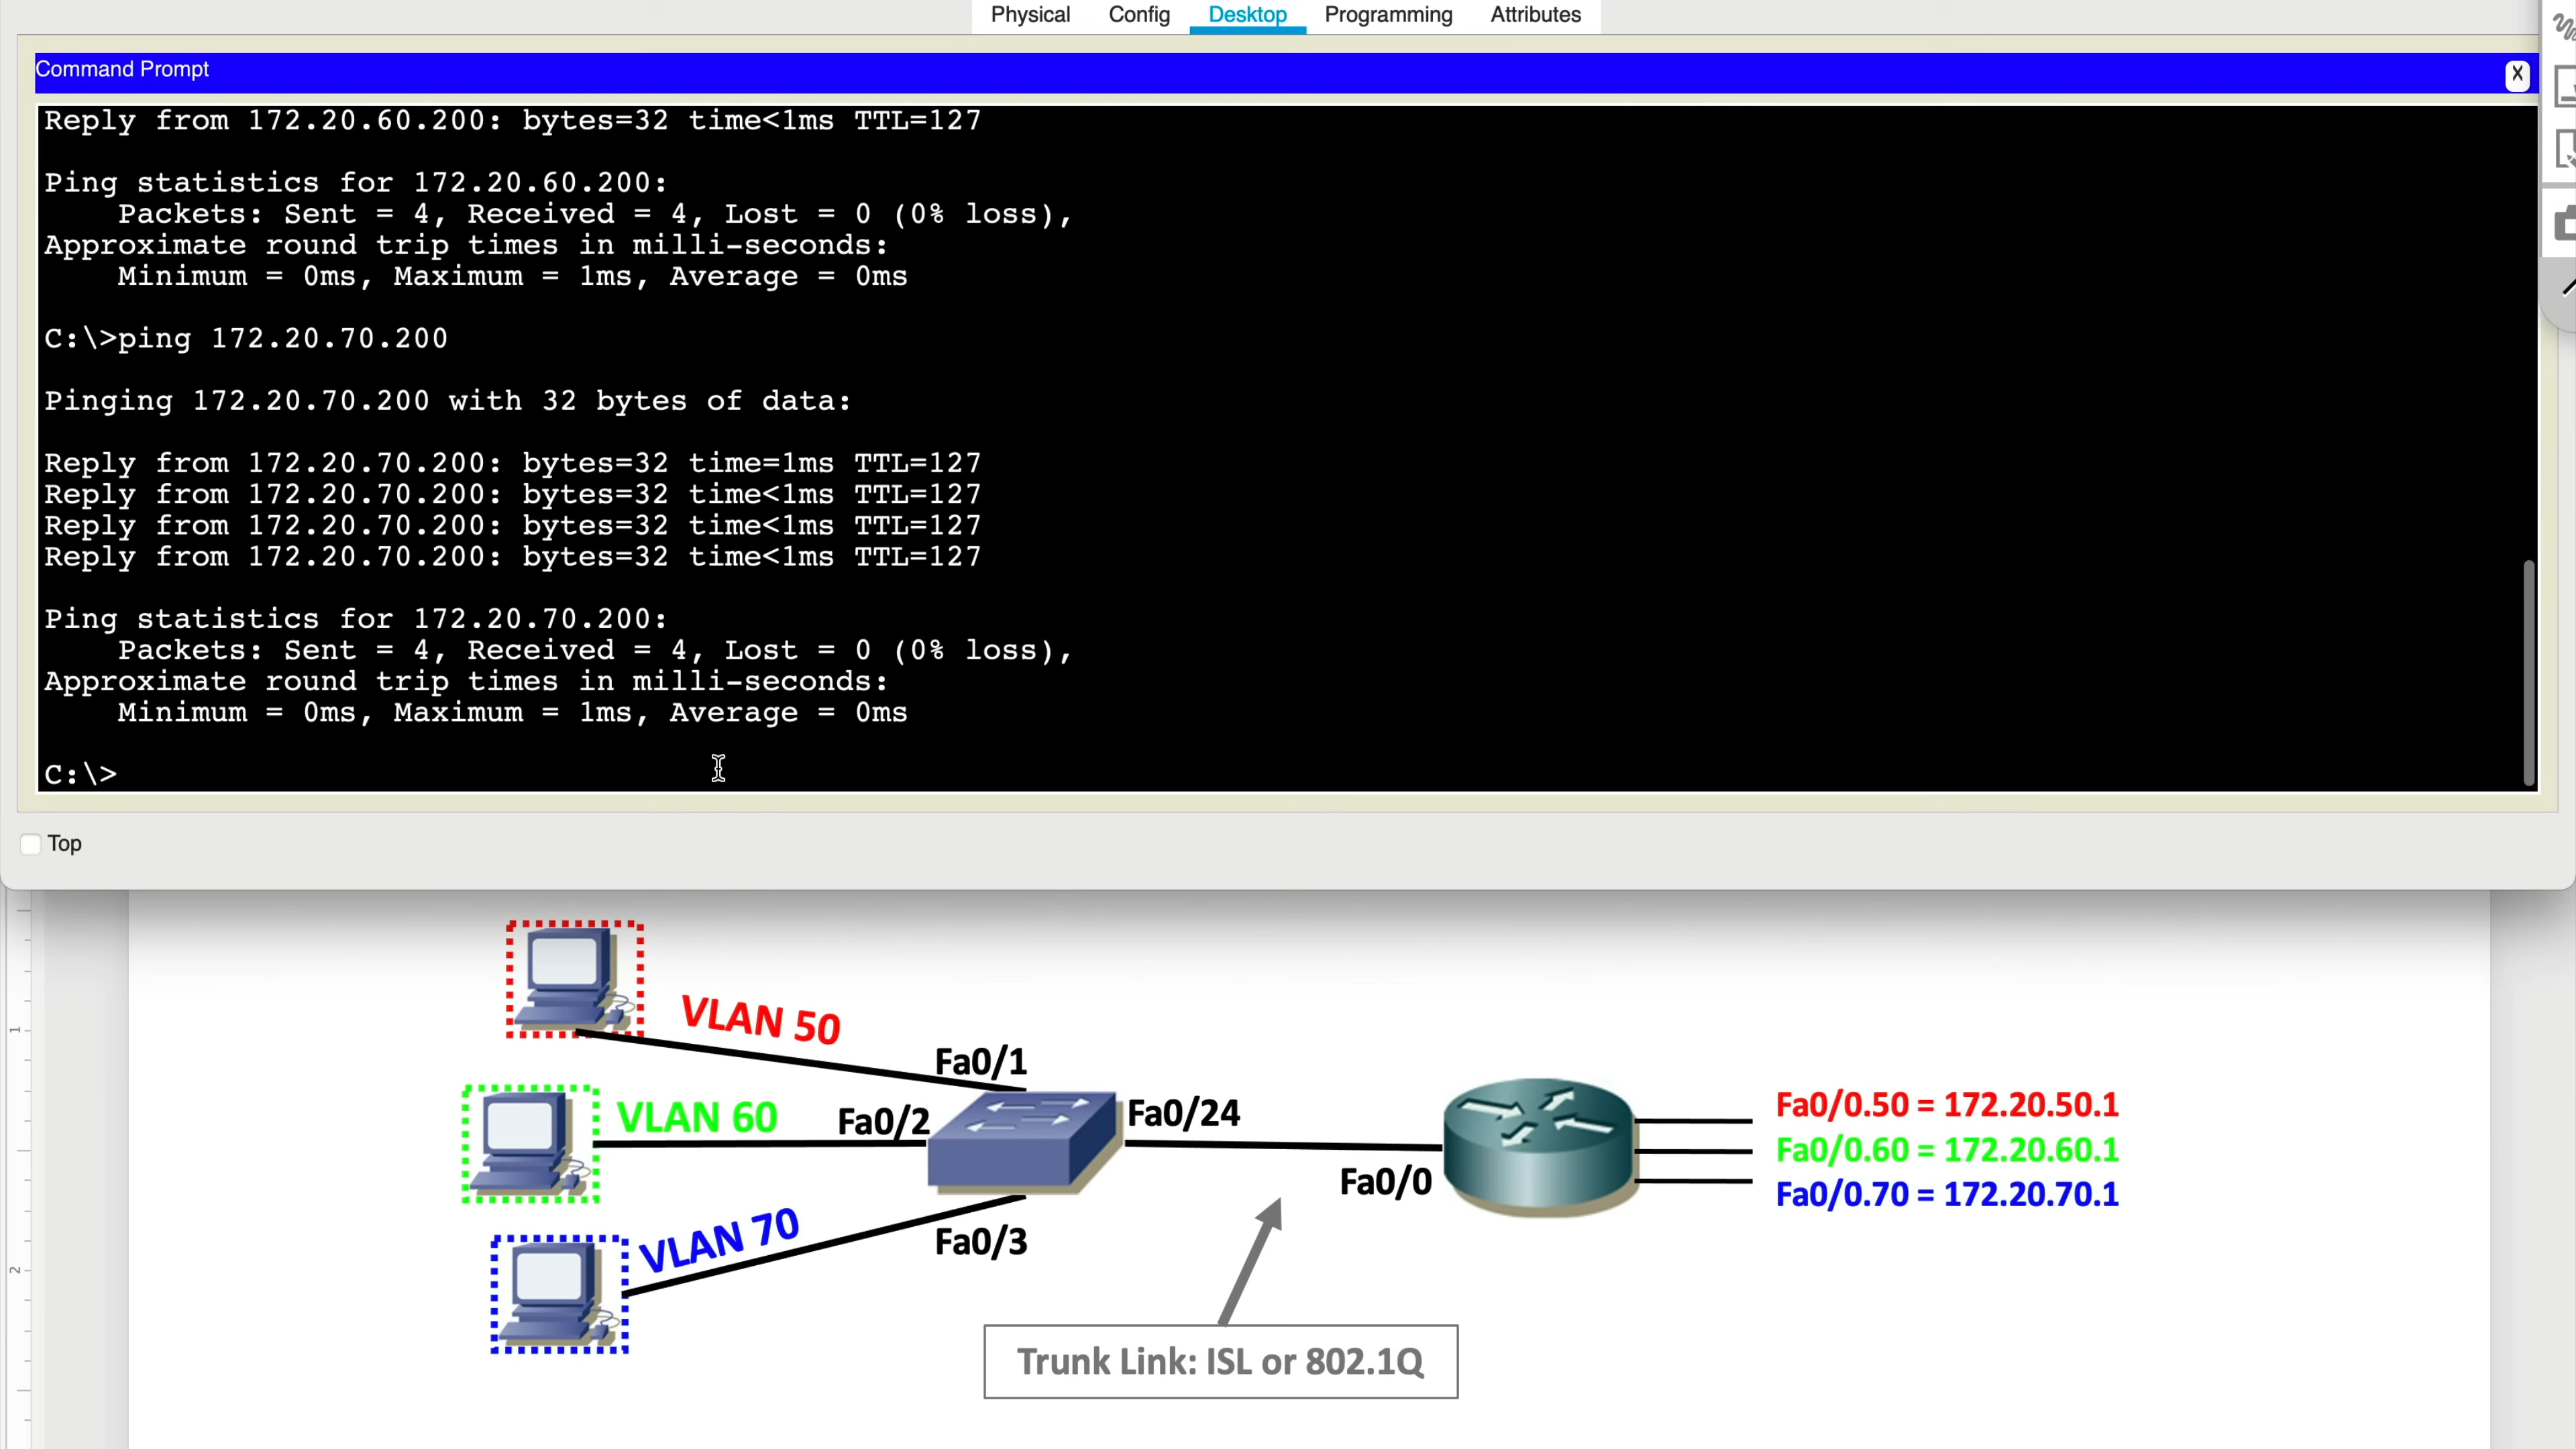 Physical Config Desktop Programming Attributes
Command Prompt
X
Reply from 172.20.60.200: bytes=32 time<1ms TTL=127
Ping statistics for 172.20.60.200:
Packets: Sent = 4, Received = 4, Lost = 0 (0% loss),
Approximate round trip times in milli-seconds:
Minimum = 0ms, Maximum = 1ms, Average = 0ms
C:\>ping 172.20.70.200
Pinging 172.20.70.200 with 32 bytes of data:
Reply from 172.20.70.200: bytes=32 time=1ms TTL=127
Reply from 172.20.70.200: bytes=32 time<1ms TTL=127
Reply from 172.20.70.200: bytes=32 time<1ms TTL=127
Reply from 172.20.70.200: bytes=32 time<1ms TTL=127
Ping statistics for 172.20.70.200:
Packets: Sent = 4, Received = 4, Lost = 0 (0% loss),
Approximate round trip times in milli-seconds:
Minimum = 0ms, Maximum = 1ms, Average = 0ms
C:\>
Top
VLAN 50
Fa0/1
VLAN 60
Fa0/2
Fa0/24
VLAN 70
Fa0/3
Fa0/0
Fa0/0.50 = 172.20.50.1
Fa0/0.60 = 172.20.60.1
Fa0/0.70 = 172.20.70.1
Trunk Link: ISL or 802.1Q
1
2